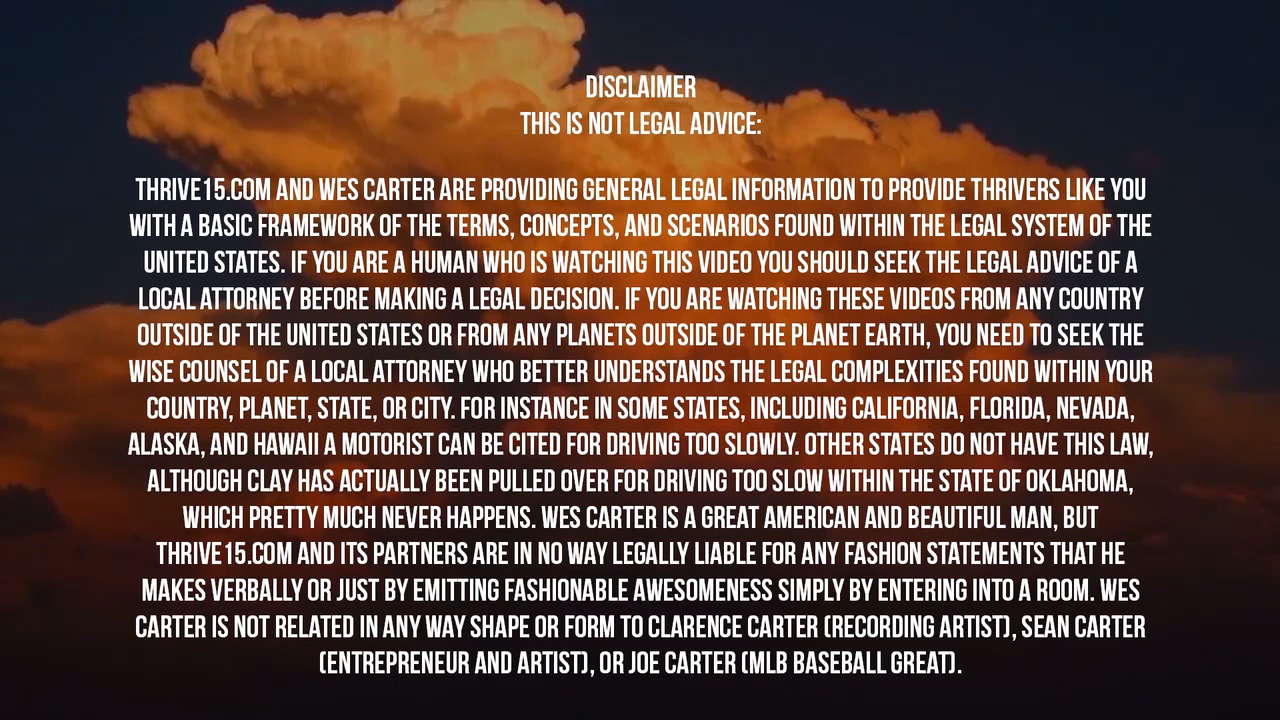 DISCLAIMER
THIS IS NOT LEGAL ADVICE:
THRIVE15.COM AND WES CARTER ARE PROVIDING GENERAL LEGAL INFORMATION TO PROVIDE THRIVERS LIKE YOU
WITH A BASIC FRAMEWORK OF THE TERMS, CONCEPTS, AND SCENARIOS FOUND WITHIN THE LEGAL SYSTEM OF THE
UNITED STATES. IF YOU ARE A HUMAN WHO IS WATCHING THIS VIDEO YOU SHOULD SEEK THE LEGAL ADVICE OF A
LOCAL ATTORNEY BEFORE MAKING A LEGAL DECISION. IF YOU ARE WATCHING THESE VIDEOS FROM ANY COUNTRY
OUTSIDE OF THE UNITED STATES OR FROM ANY PLANETS OUTSIDE OF THE PLANET EARTH, YOU NEED TO SEEK THE
WISE COUNSEL OF A LOCAL ATTORNEY WHO BETTER UNDERSTANDS THE LEGAL COMPLEXITIES FOUND WITHIN YOUR
COUNTRY, PLANET, STATE, OR CITY. FOR INSTANCE IN SOME STATES, INCLUDING CALIFORNIA, FLORIDA, NEVADA,
ALASKA, AND HAWAII A MOTORIST CAN BE CITED FOR DRIVING TOO SLOWLY. OTHER STATES DO NOT HAVE THIS LAW,
ALTHOUGH CLAY HAS ACTUALLY BEEN PULLED OVER FOR DRIVING TOO SLOW WITHIN THE STATE OF OKLAHOMA,
WHICH PRETTY MUCH NEVER HAPPENS. WES CARTER IS A GREAT AMERICAN AND BEAUTIFUL MAN, BUT
THRIVE15.COM AND ITS PARTNERS ARE IN NO WAY LEGALLY LIABLE FOR ANY FASHION STATEMENTS THAT HE
MAKES VERBALLY OR JUST BY EMITTING FASHIONABLE AWESOMENESS SIMPLY BY ENTERING INTO A ROOM. WES
CARTER IS NOT RELATED IN ANY WAY SHAPE OR FORM TO CLARENCE CARTER (RECORDING ARTIST), SEAN CARTER
(ENTREPRENEUR AND ARTIST), OR JOE CARTER (MLB BASEBALL GREAT).